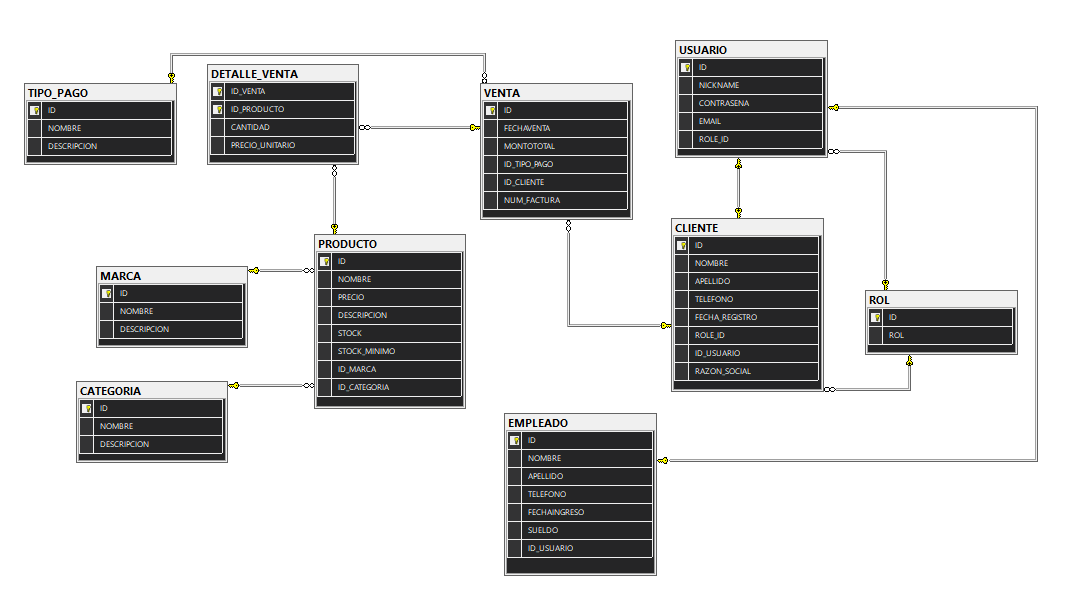 TIPO_PAGO
ID
NOMBRE
DESCRIPCION
DETALLE_VENTA
ID_VENTA
ID_PRODUCTO
CANTIDAD
PRECIO_UNITARIO
VENTA
ID
FECHAVENTA
MONTOTOTAL
ID_TIPO_PAGO
ID_CLIENTE
NUM_FACTURA
USUARIO
ID
NICKNAME
CONTRASENA
EMAIL
ROLE_ID
MARCA
ID
NOMBRE
DESCRIPCION
PRODUCTO
ID
NOMBRE
PRECIO
DESCRIPCION
STOCK
STOCK_MINIMO
ID_MARCA
ID_CATEGORIA
CLIENTE
ID
NOMBRE
APELLIDO
TELEFONO
FECHA_REGISTRO
ROLE_ID
ID_USUARIO
RAZON_SOCIAL
ROL
ID
ROL
CATEGORIA
ID
NOMBRE
DESCRIPCION
EMPLEADO
ID
NOMBRE
APELLIDO
TELEFONO
FECHAINGRESO
SUELDO
ID_USUARIO